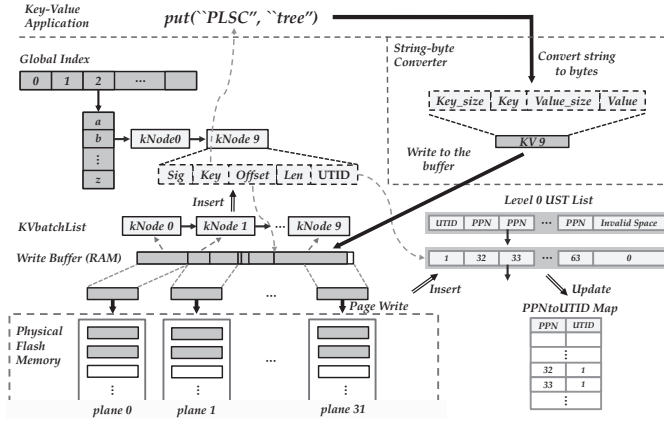 Key-Value
Application
put(``PLSC”, ``tree”)
Global Index
0 1 2 ...
a
b
⋮
z
kNode0
kNode 9
Sig Key Offset Len UTID
Insert
String-byte
Converter
Convert string
to bytes
Key_size Key Value_size Value
KV 9
Write to the
buffer
KVbatchList
kNode 0
kNode 1
...
kNode 9
Write Buffer (RAM)
...
Page Write
Physical
Flash
Memory
⋮
⋮
...
⋮
plane 0
plane 1
plane 31
Level 0 UST List
UTID PPN PPN ... PPN Invalid Space
1 32 33 ... 63 0
Insert
Update
PPNtoUTID Map
PPN UTID
⋮
32 1
33 1
⋮